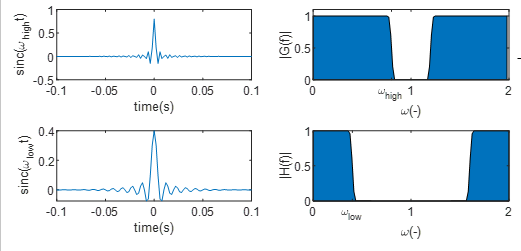 sinc(ω_high t)
1
0.5
0
-0.5
-0.1 -0.05 0 0.05 0.1
time(s)
|G(f)|
1
0.5
0
0 1 2
ω_high
ω(-)
sinc(ω_low t)
0.4
0.2
0
-0.1 -0.05 0 0.05 0.1
time(s)
|H(f)|
1
0.5
0
0 1 2
ω_low
ω(-)